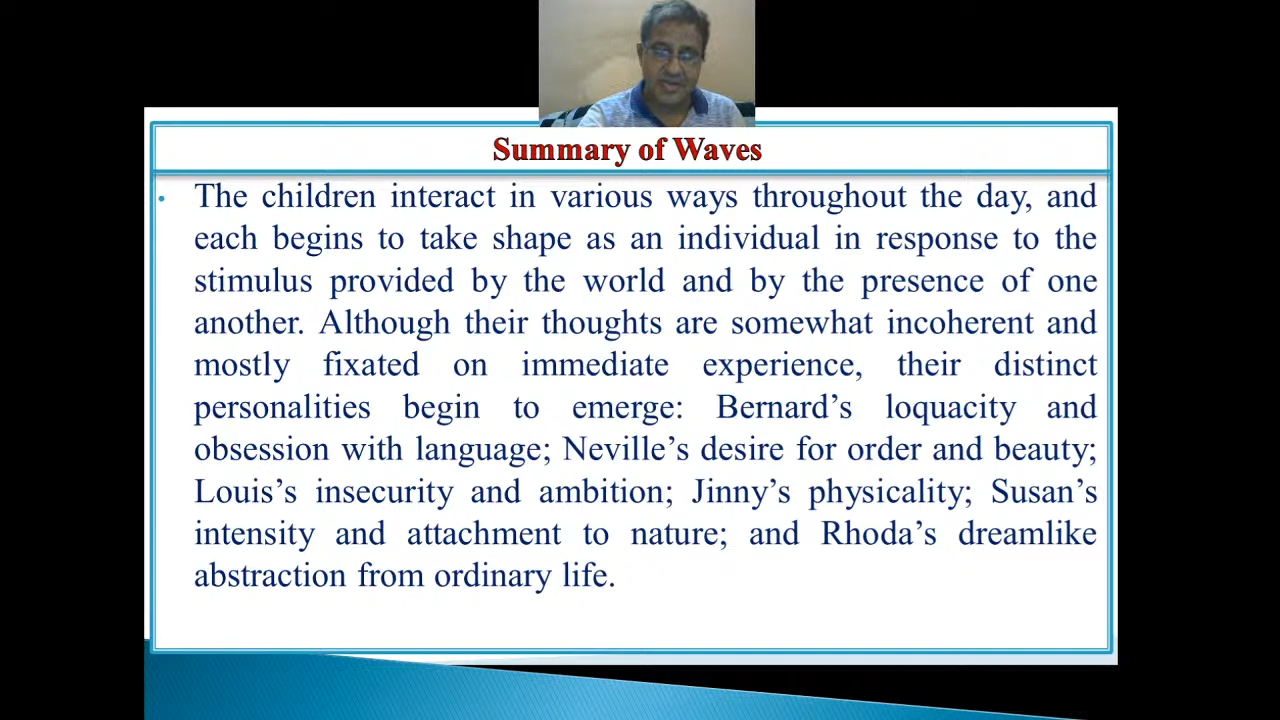 Summary of Waves
• The children interact in various ways throughout the day, and
each begins to take shape as an individual in response to the
stimulus provided by the world and by the presence of one
another. Although their thoughts are somewhat incoherent and
mostly fixated on immediate experience, their distinct
personalities begin to emerge: Bernard’s loquacity and
obsession with language; Neville’s desire for order and beauty;
Louis’s insecurity and ambition; Jinny’s physicality; Susan’s
intensity and attachment to nature; and Rhoda’s dreamlike
abstraction from ordinary life.